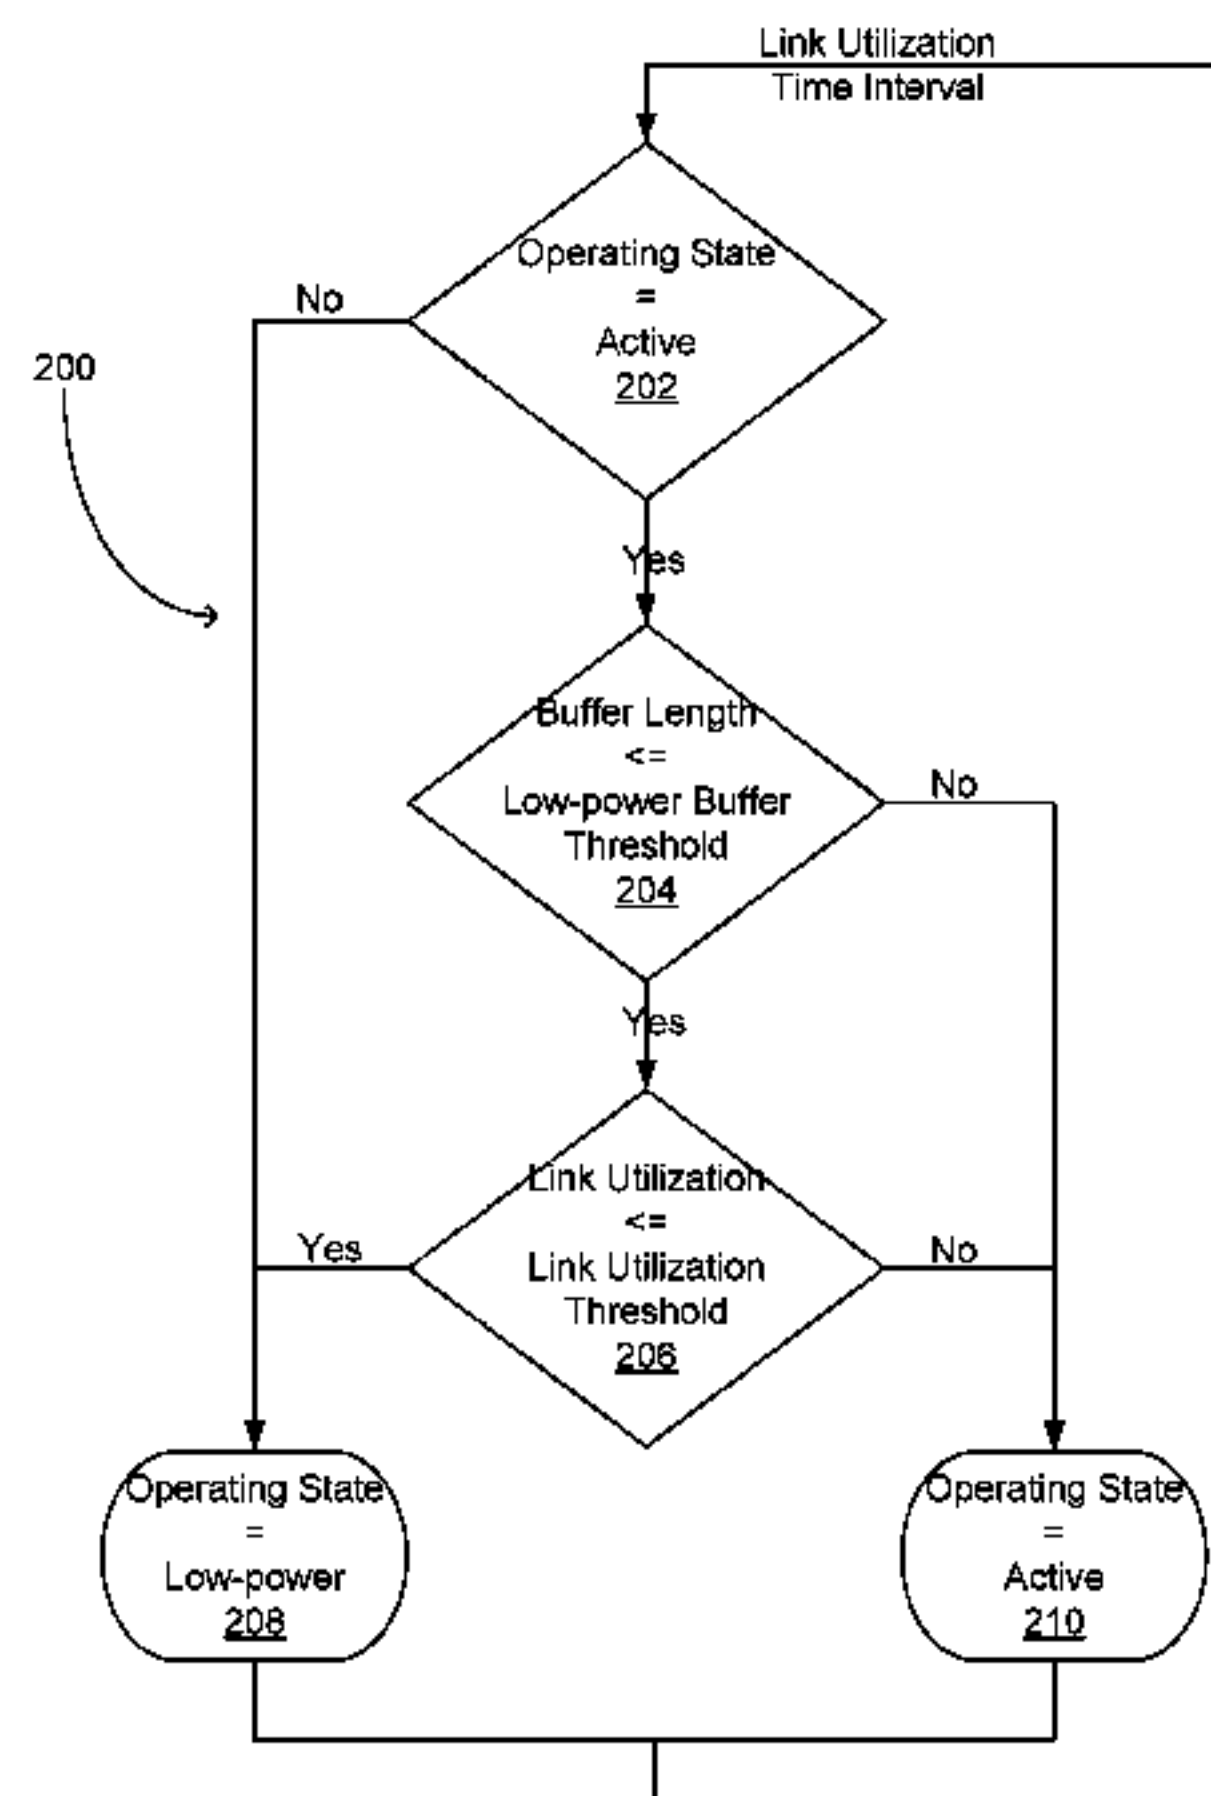 Link Utilization
Time Interval
Operating State
=
Active
202
No
200
Yes
Buffer Length
<=
Low-power Buffer
Threshold
204
No
Yes
Link Utilization
<=
Link Utilization
Threshold
206
Yes
No
Operating State
=
Low-power
208
Operating State
=
Active
210